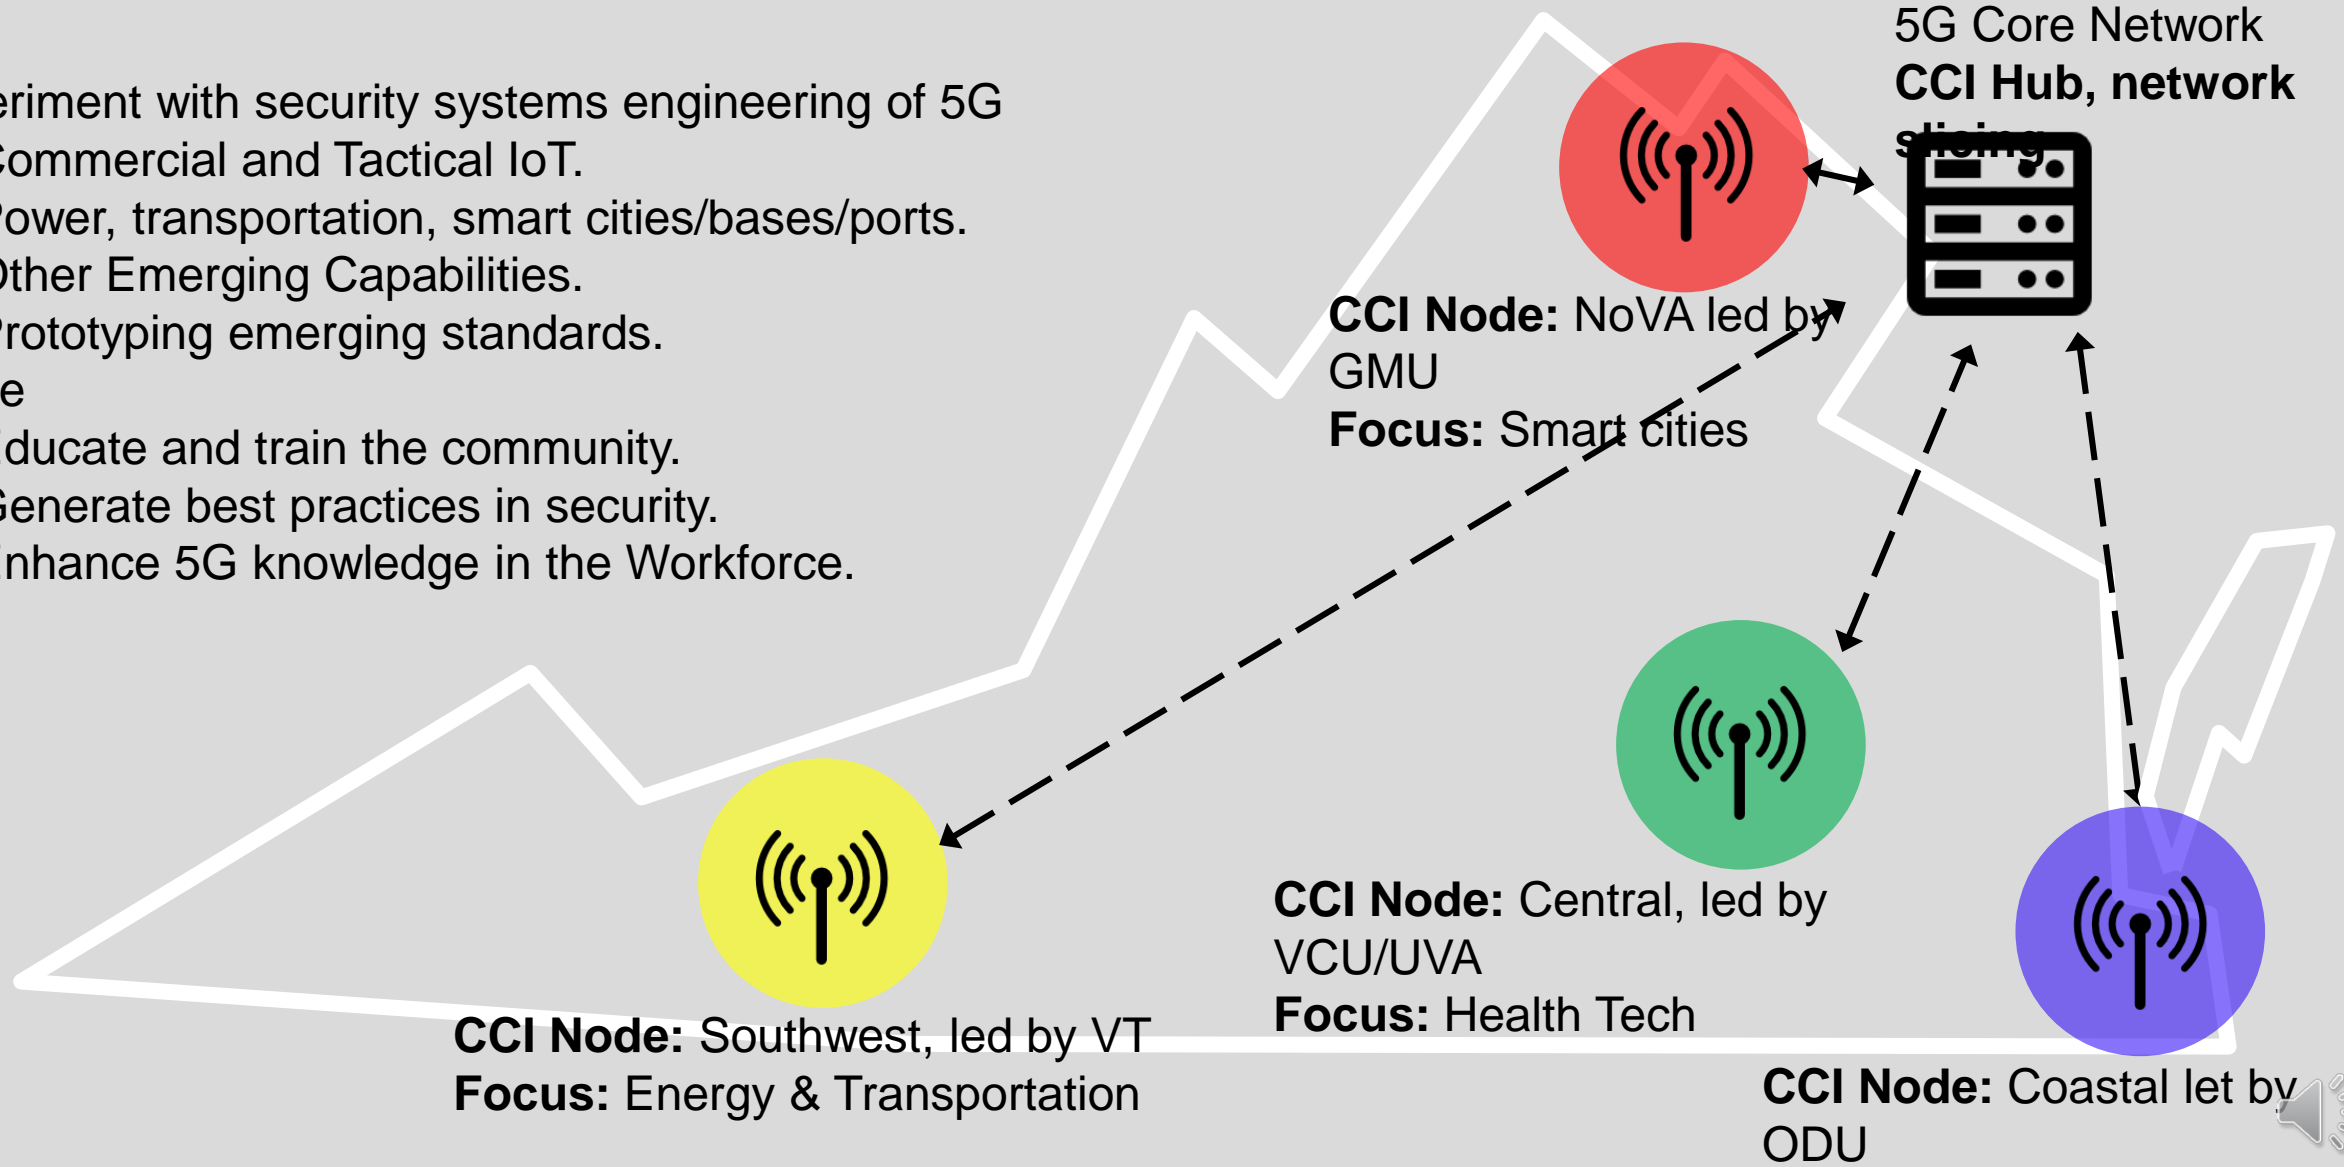 5G Core Network
CCI Hub, network
slicing
eriment with security systems engineering of 5G
Commercial and Tactical IoT.
Power, transportation, smart cities/bases/ports.
Other Emerging Capabilities.
Prototyping emerging standards.
e
Educate and train the community.
Generate best practices in security.
Enhance 5G knowledge in the Workforce.
CCI Node: NoVA led by
GMU
Focus: Smart cities
CCI Node: Central, led by
VCU/UVA
Focus: Health Tech
CCI Node: Southwest, led by VT
Focus: Energy & Transportation
CCI Node: Coastal let by
ODU